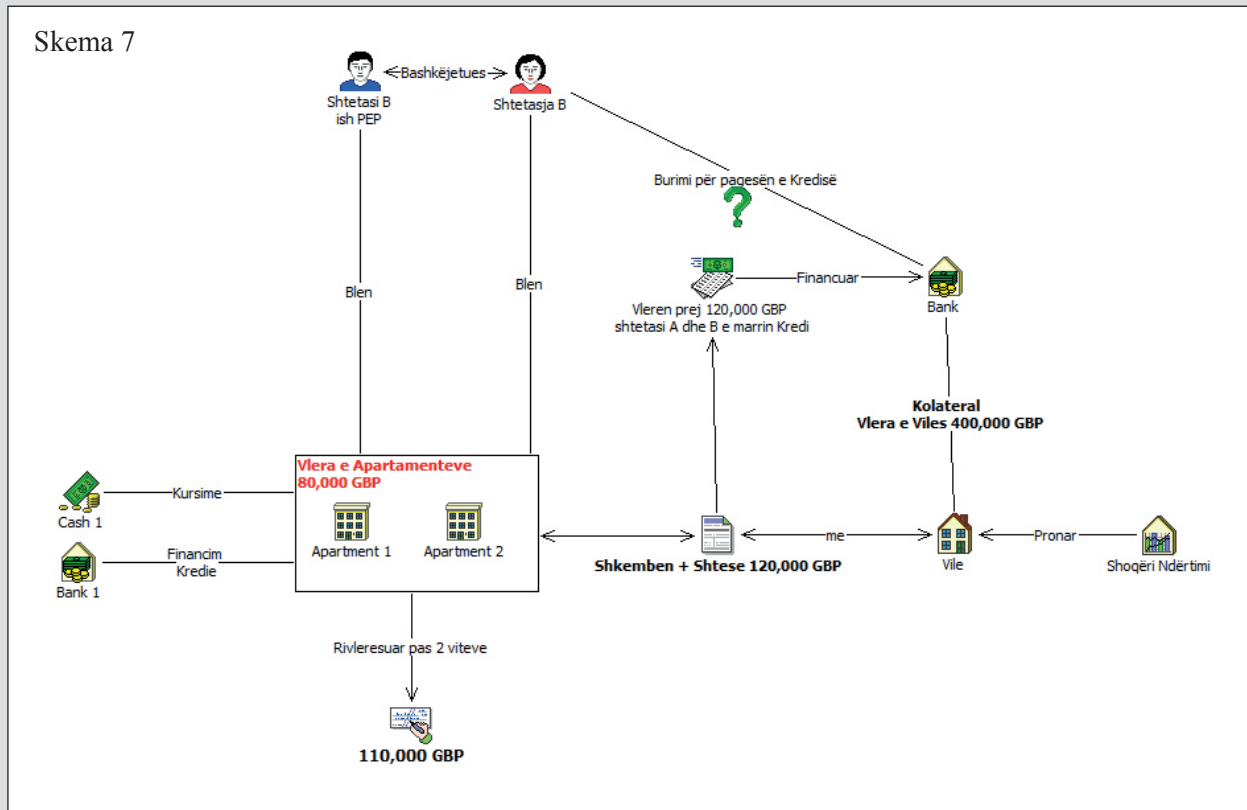 Skema 7
Bashkëjetues
Shtetasi B
ish PEP
Shtetasja B
Burimi për pagesën e Kredisë
Blen
Blen
Financuar
Vleren prej 120,000 GBP
shtetasi A dhe B e marrin Kredi
Bank
Kolateral
Vlera e Viles 400,000 GBP
Vlera e Apartamenteve
80,000 GBP
Kursime
Cash 1
Apartment 1
Apartment 2
Financim
Kredie
Bank 1
Shkemben + Shtese 120,000 GBP
me
Vile
Pronar
Shoqëri Ndërtimi
Rivleresuar pas 2 viteve
110,000 GBP